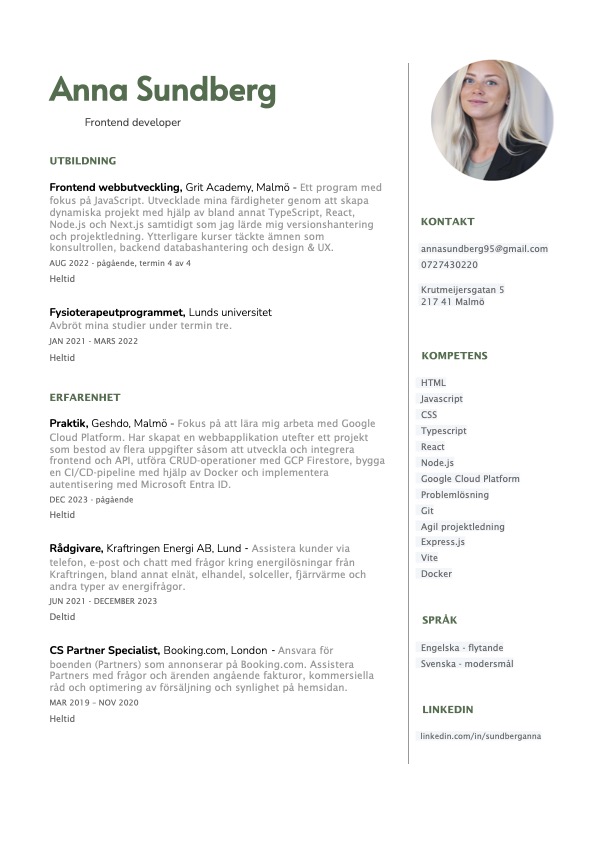 Anna Sundberg
Frontend developer
UTBILDNING
Frontend webbutveckling, Grit Academy, Malmö - Ett program med
fokus på JavaScript. Utvecklade mina färdigheter genom att skapa
dynamiska projekt med hjälp av bland annat TypeScript, React,
Node.js och Next.js samtidigt som jag lärde mig versionshantering
och projektledning. Ytterligare kurser täckte ämnen som
konsultrollen, backend databashantering och design & UX.
AUG 2022 - pågående, termin 4 av 4
Heltid
Fysioterapeutprogrammet, Lunds universitet
Avbröt mina studier under termin tre.
JAN 2021 - MARS 2022
Heltid
ERFARENHET
Praktik, Geshdo, Malmö - Fokus på att lära mig arbeta med Google
Cloud Platform. Har skapat en webbapplikation utefter ett projekt
som bestod av flera uppgifter såsom att utveckla och integrera
frontend och API, utföra CRUD-operationer med GCP Firestore, bygga
en CI/CD-pipeline med hjälp av Docker och implementera
autentisering med Microsoft Entra ID.
DEC 2023 - pågående
Heltid
Rådgivare, Kraftringen Energi AB, Lund - Assistera kunder via
telefon, e-post och chatt med frågor kring energilösningar från
Kraftringen, bland annat elnät, elhandel, solceller, fjärrvärme och
andra typer av energifrågor.
JUN 2021 - DECEMBER 2023
Deltid
CS Partner Specialist, Booking.com, London - Ansvara för
boenden (Partners) som annonserar på Booking.com. Assistera
Partners med frågor och ärenden angående fakturor, kommersiella
råd och optimering av försäljning och synlighet på hemsidan.
MAR 2019 – NOV 2020
Heltid
KONTAKT
annasundberg95@gmail.com
0727430220
Krutmeijersgatan 5
217 41 Malmö
KOMPETENS
HTML
Javascript
CSS
Typescript
React
Node.js
Google Cloud Platform
Problemlösning
Git
Agil projektledning
Express.js
Vite
Docker
SPRÅK
Engelska - flytande
Svenska - modersmål
LINKEDIN
linkedin.com/in/sundberganna